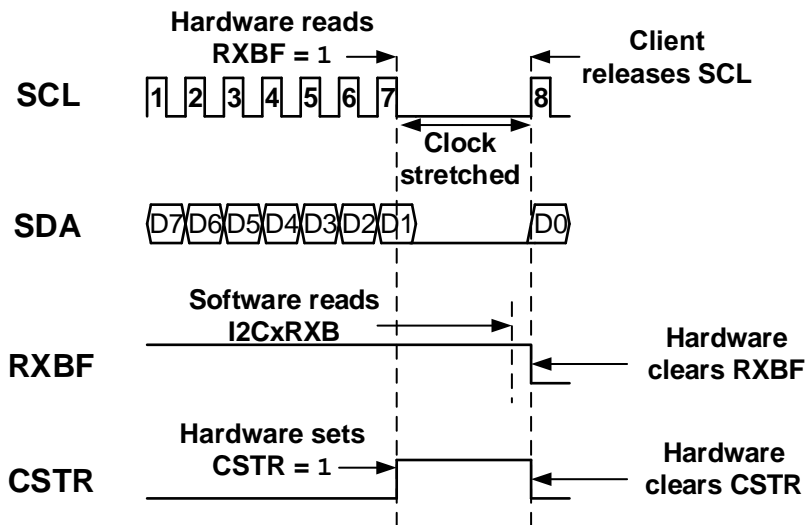 Hardware reads
RXBF = 1
Client
releases SCL
SCL
1 2 3 4 5 6 7 8
Clock
stretched
SDA
D7 D6 D5 D4 D3 D2 D1 D0
Software reads
I2CxRXB
RXBF
Hardware
clears RXBF
Hardware sets
CSTR = 1
CSTR
Hardware
clears CSTR